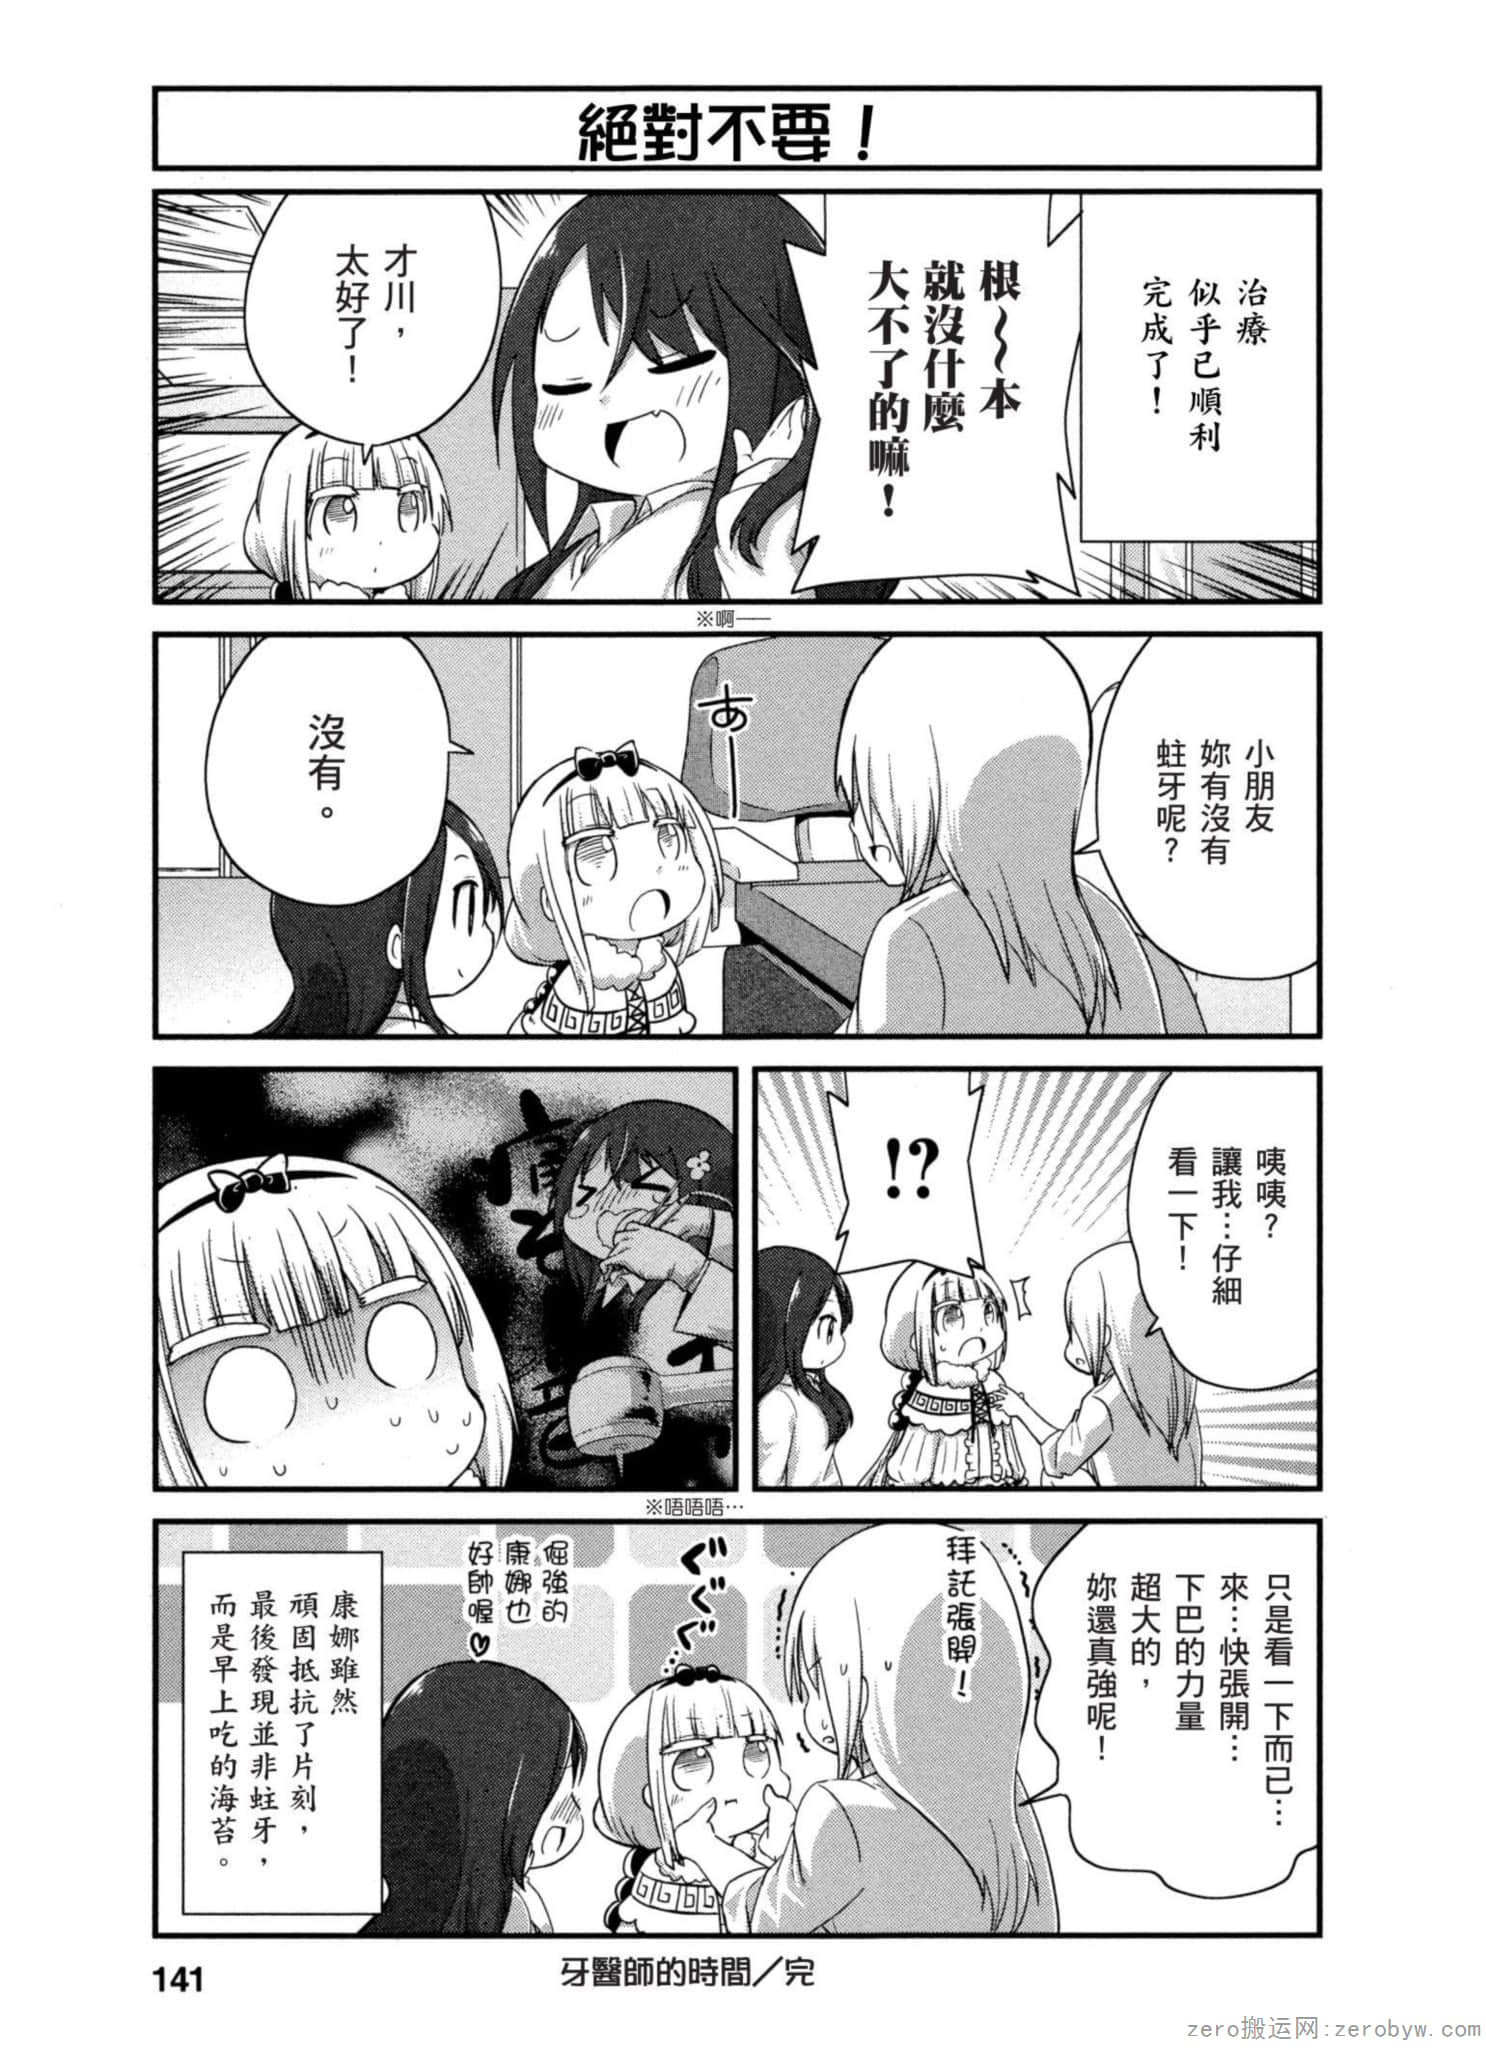 絕對不要！
治療
似乎已順利
完成了！
根～本
就沒什麼
大不了的嘛！
才川，
太好了！
※啊——
小朋友
妳有沒有
蛀牙呢？
あー
沒有。
咦咦？
讓我…仔細
看一下！
!?
※唔唔唔…
只是看一下而已…
來…快張開…
下巴的力量
超大的，
妳還真強呢！
拜託張開！
ぐぐぐ…
倔強的
康娜也
好帥喔♡
康娜雖然
頑固抵抗了片刻，
最後發現並非蛀牙，
而是早上吃的海苔。
牙醫師的時間／完
141
zero搬运网:zerobyw.com